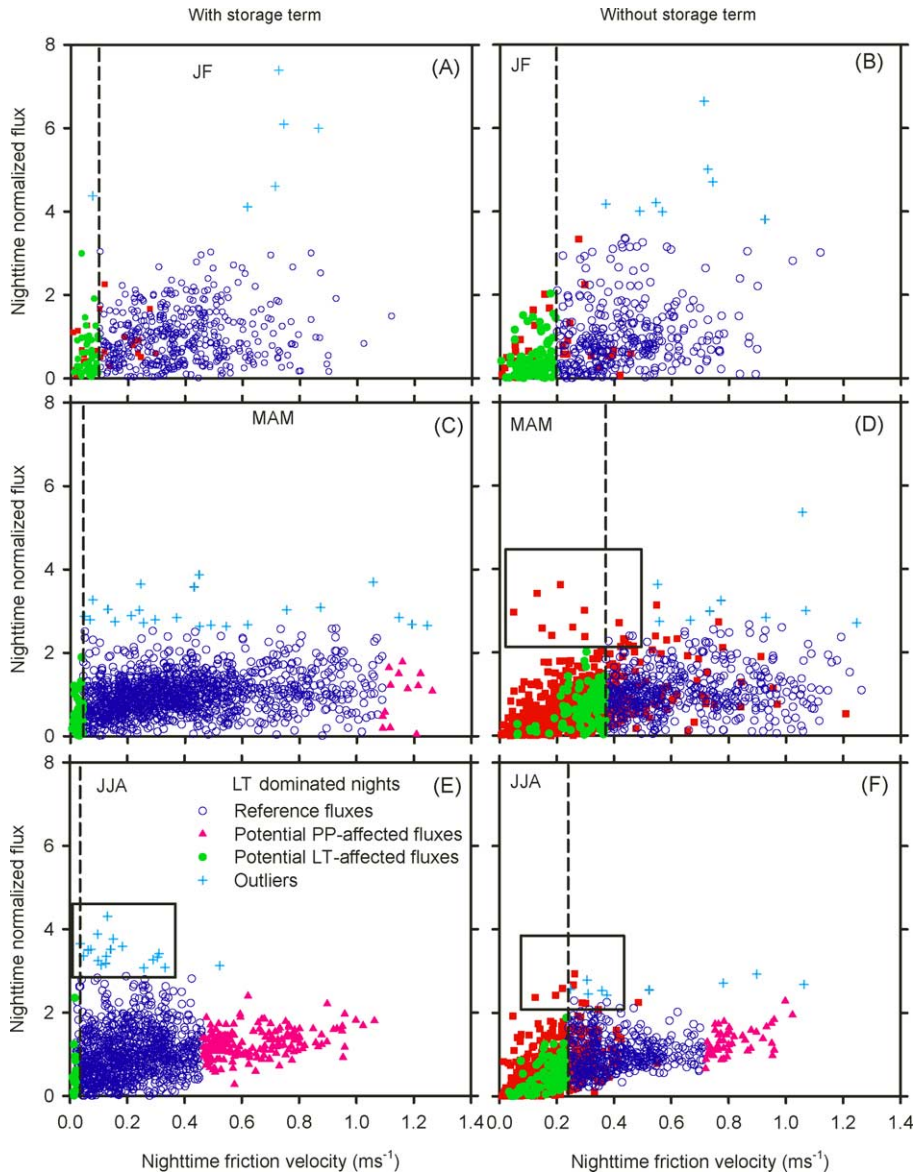 With storage term
Without storage term
Nighttime normalized flux
8
6
4
2
0
JF
(A)
JF
(B)
Nighttime normalized flux
8
6
4
2
0
MAM
(C)
MAM
(D)
Nighttime normalized flux
8
6
4
2
0
JJA
LT dominated nights
(E)
Reference fluxes
Potential PP-affected fluxes
Potential LT-affected fluxes
Outliers
JJA
(F)
0.0 0.2 0.4 0.6 0.8 1.0 1.2 1.4
0.0 0.2 0.4 0.6 0.8 1.0 1.2 1.4
Nighttime friction velocity (ms⁻¹)
Nighttime friction velocity (ms⁻¹)